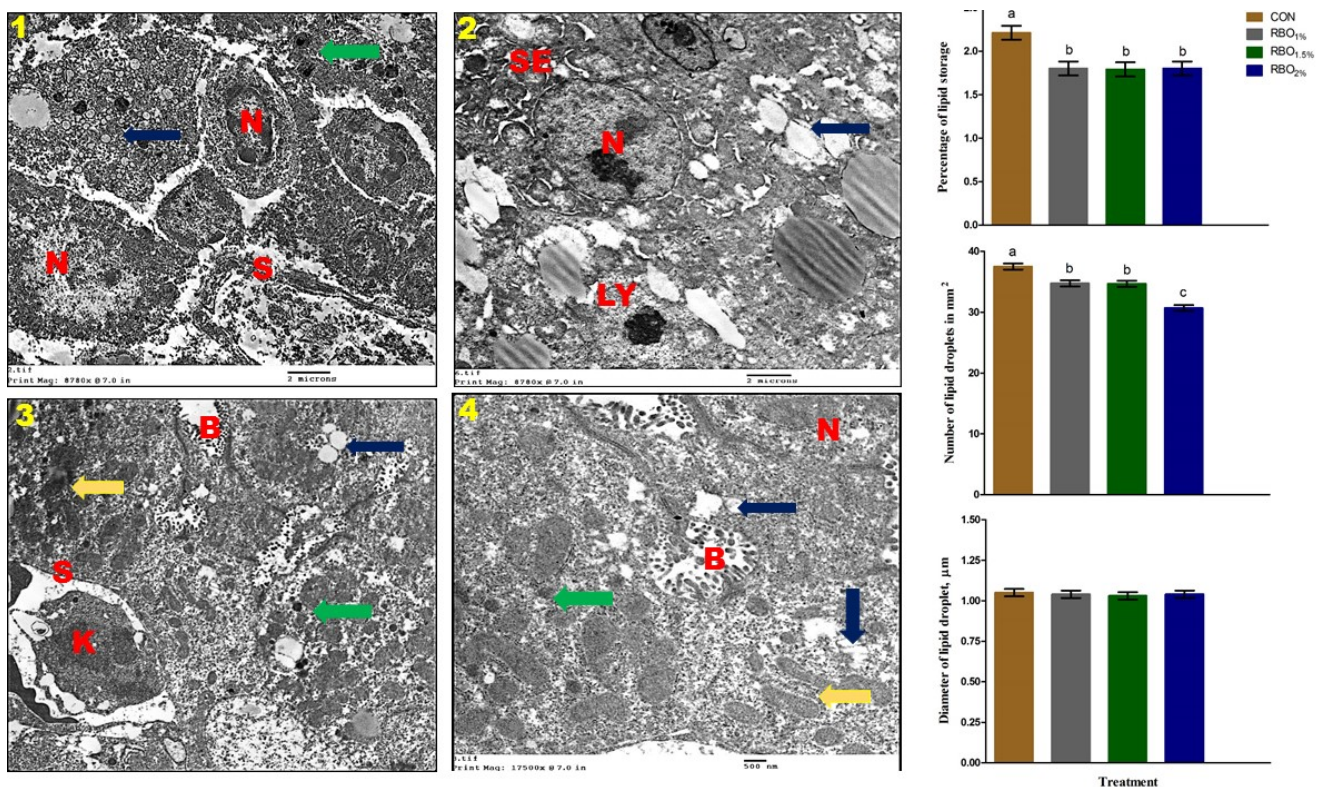 1
N
N
S
2.tif
Print Mag: 8780x @ 7.0 in
2 microns
2
SE
N
LY
6.tif
Print Mag: 8780x @ 7.0 in
2 microns
3
B
S
K
4
N
B
Print Mag: 17500x @ 7.0 in
500 nm
CON
RBO1%
RBO1.5%
RBO2%
Percentage of lipid storage
2.0
1.5
1.0
0.5
0.0
a
b
b
b
Number of lipid droplets in mm²
40
30
20
10
0
a
b
b
c
Diameter of lipid droplet, µm
1.50
1.25
1.00
0.75
0.50
0.25
0.00
Treatment